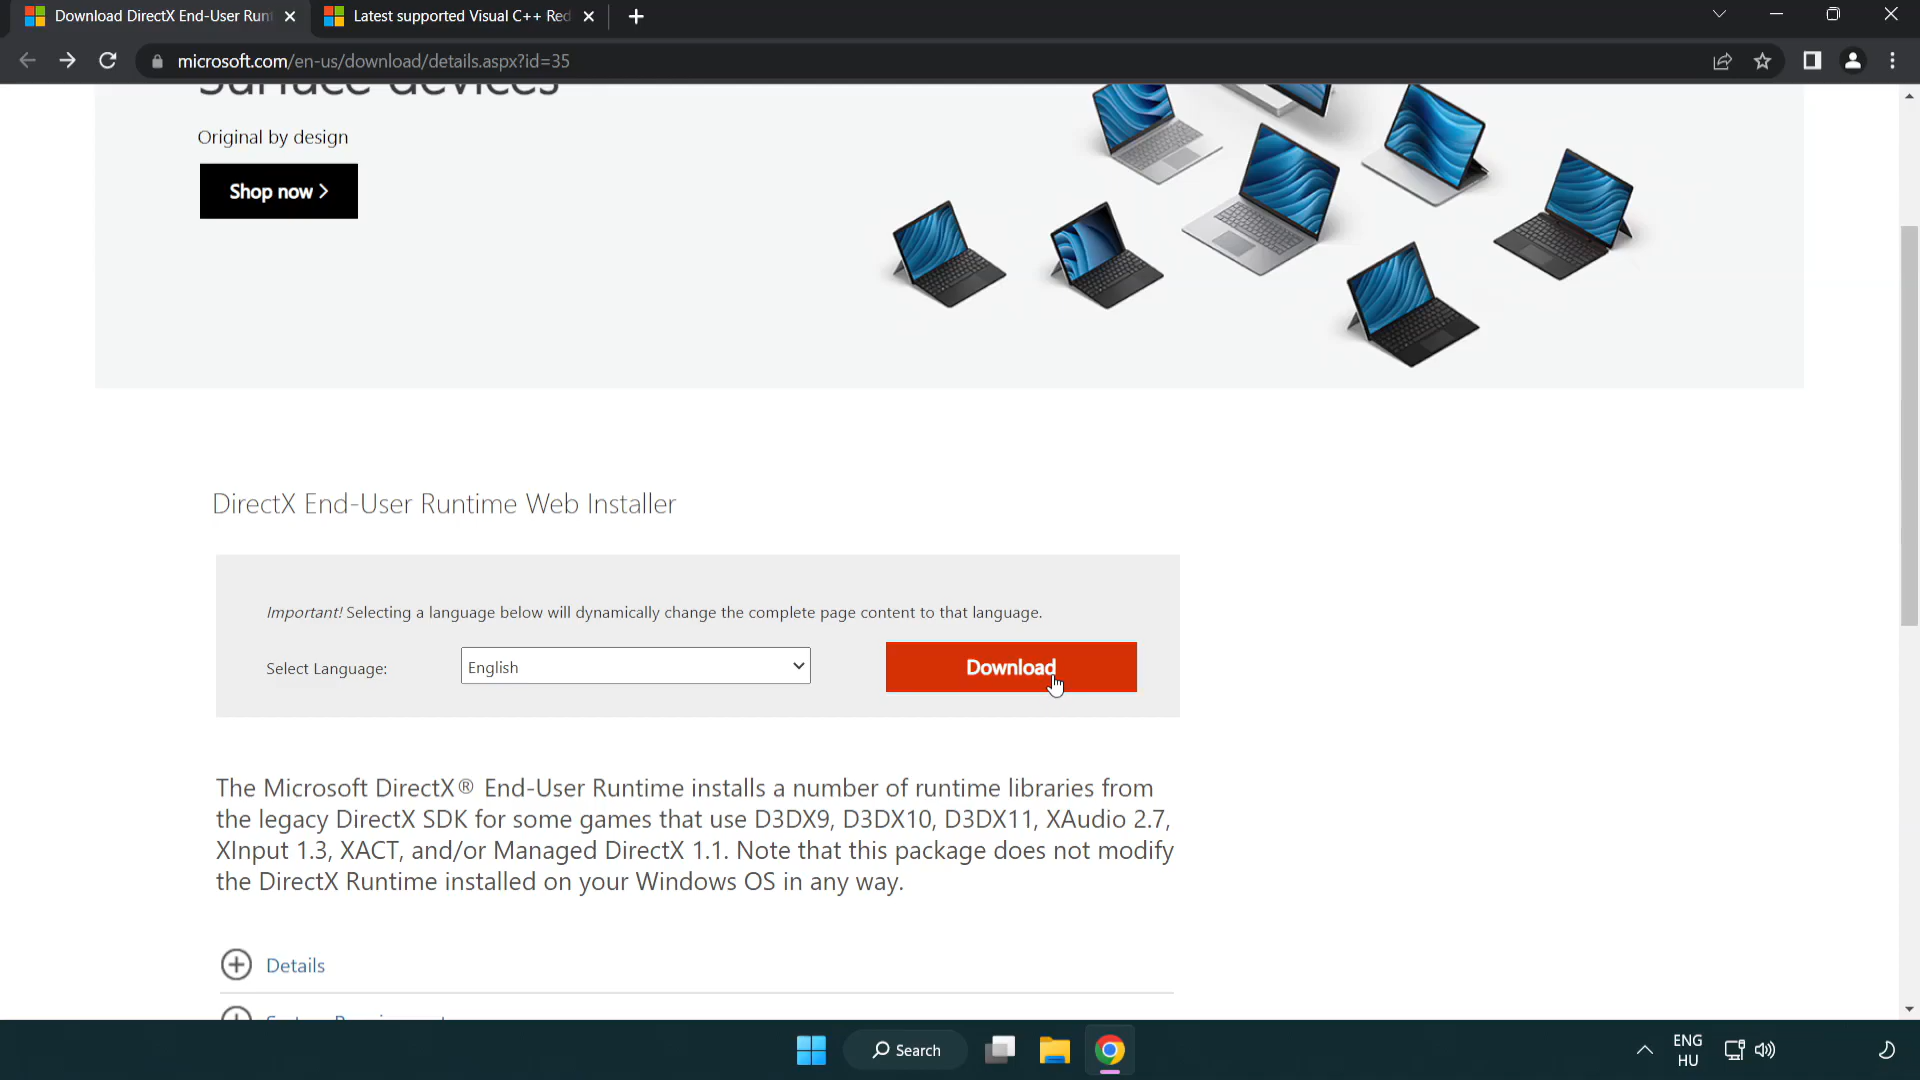 Download DirectX End-User Run
Latest supported Visual C++ Red
microsoft.com/en-us/download/details.aspx?id=35
Surface devices
Original by design
Shop now
DirectX End-User Runtime Web Installer
Important! Selecting a language below will dynamically change the complete page content to that language.
Select Language:
English
Download
The Microsoft DirectX® End-User Runtime installs a number of runtime libraries from
the legacy DirectX SDK for some games that use D3DX9, D3DX10, D3DX11, XAudio 2.7,
XInput 1.3, XACT, and/or Managed DirectX 1.1. Note that this package does not modify
the DirectX Runtime installed on your Windows OS in any way.
Details
Search
ENG
HU